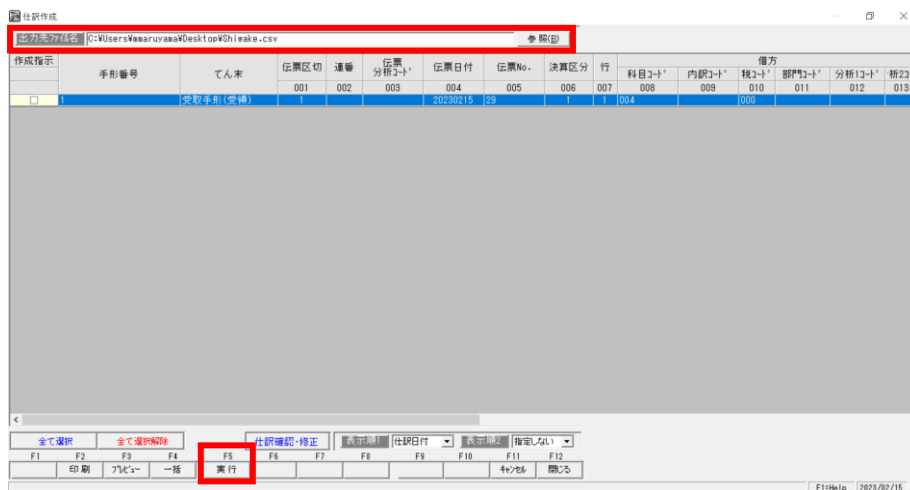 仕訳作成
出力先ファイル名 C:¥Users¥mmaruyama¥Desktop¥Shiwake.csv 参照(B)
作成指示 手形番号 てん末 伝票区切 連番 伝票分析コード 伝票日付 伝票No. 決算区分 行 借方
科目コード 内訳コード 税コード 部門コード 分析1コード 分析2コ
001 002 003 004 005 006 007 008 009 010 011 012 013
1 受取手形(受領) 1 20230215 29 1 1 004 000
全て選択 全て選択解除 仕訳確認・修正 表示順1 仕訳日付 表示順2 指定しない
F1 F2 F3 F4 F5 F6 F7 F8 F9 F10 F11 F12
印刷 プレビュー 一括 実行 キャンセル 閉じる
F1=Help 2023/02/15